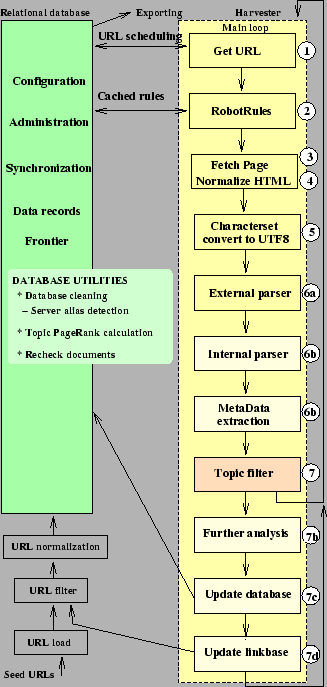 Relational database
Exporting
Harvester
Main loop
URL scheduling
Get URL
1
Configuration
Cached rules
RobotRules
2
Administration
Fetch Page
Normalize HTML
3
4
Synchronization
Data records
Characterset
convert to UTF8
5
Frontier
DATABASE UTILITIES
* Database cleaning
– Server alias detection
* Topic PageRank calculation
* Recheck documents
External parser
6a
Internal parser
6b
MetaData
extraction
6b
Topic filter
7
Further analysis
7b
URL normalization
URL filter
Update database
7c
URL load
Update linkbase
7d
Seed URLs